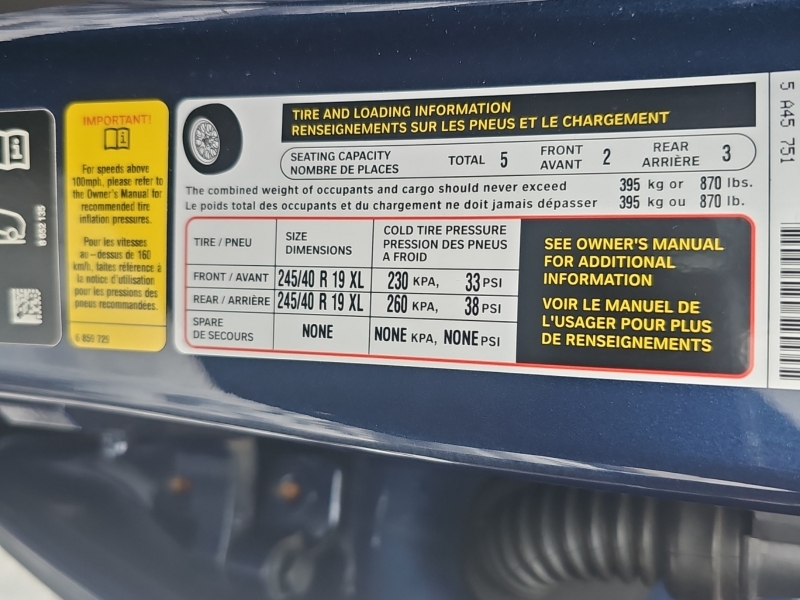 8 652 135
IMPORTANT!
For speeds above
100mph, please refer to
the Owner's Manual for
recommended tire
inflation pressures.
Pour les vitesses
au-dessus de 160
km/h, faites référence à
la notice d'utilisation
pour les pressions des
pneus recommandées.
6 859 725
TIRE AND LOADING INFORMATION
RENSEIGNEMENTS SUR LES PNEUS ET LE CHARGEMENT
SEATING CAPACITY
NOMBRE DE PLACES
TOTAL 5
FRONT
AVANT 2
REAR
ARRIÈRE 3
The combined weight of occupants and cargo should never exceed 395 kg or 870 lbs.
Le poids total des occupants et du chargement ne doit jamais dépasser 395 kg ou 870 lb.
TIRE / PNEU
SIZE
DIMENSIONS
COLD TIRE PRESSURE
PRESSION DES PNEUS
A FROID
FRONT / AVANT 245/40 R 19 XL 230 KPA, 33 PSI
REAR / ARRIÈRE 245/40 R 19 XL 260 KPA, 38 PSI
SPARE
DE SECOURS
NONE NONE KPA, NONE PSI
SEE OWNER'S MANUAL
FOR ADDITIONAL
INFORMATION
VOIR LE MANUEL DE
L'USAGER POUR PLUS
DE RENSEIGNEMENTS
5 A45 751